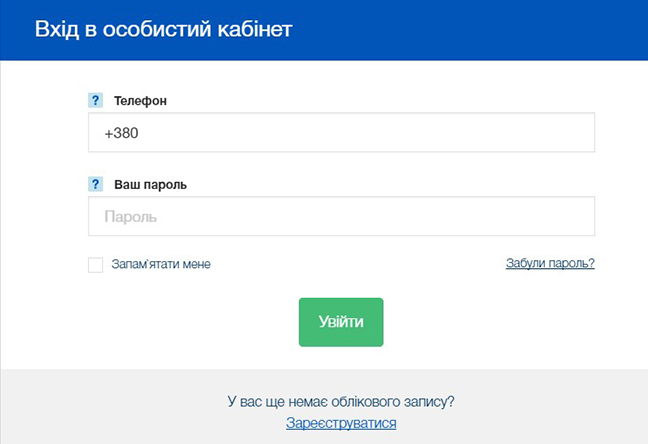 Вхід в особистий кабінет
? Телефон
+380
? Ваш пароль
Пароль
Запам`ятати мене Забули пароль?
Увійти
У вас ще немає облікового запису?
Зареєструватися